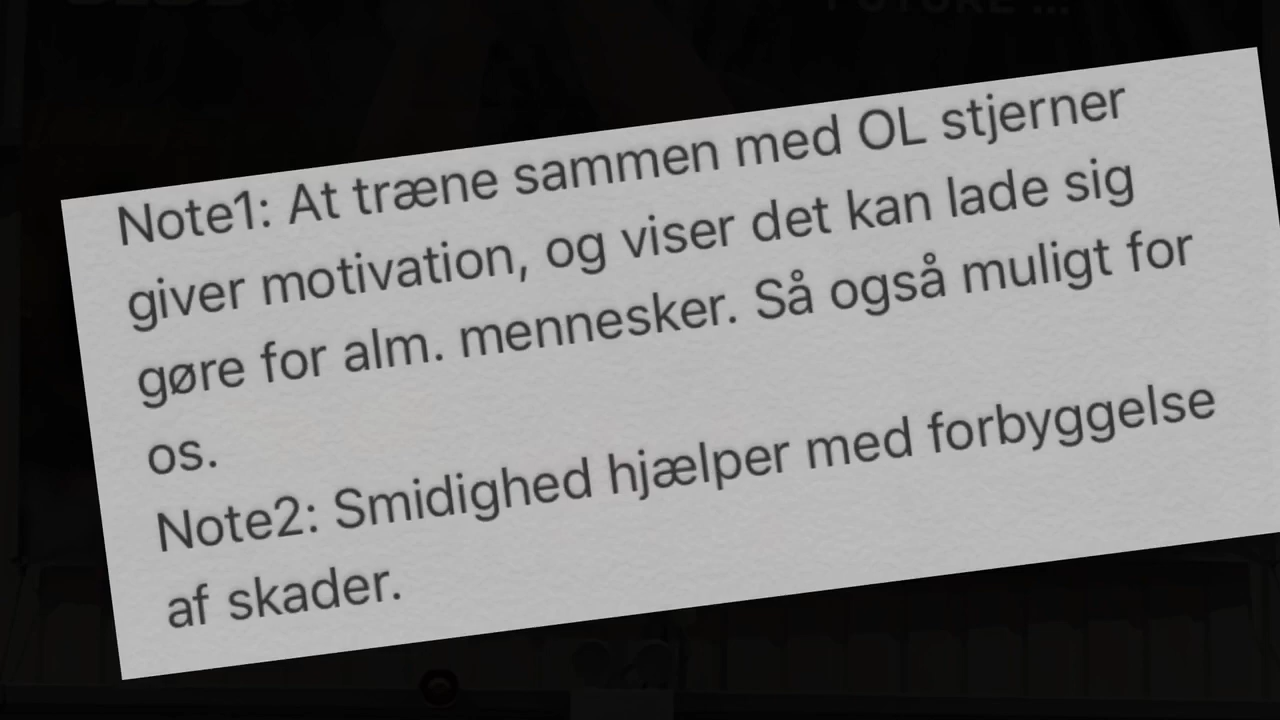 FUTURE ...
Note1: At træne sammen med OL stjerner
giver motivation, og viser det kan lade sig
gøre for alm. mennesker. Så også muligt for
os.
Note2: Smidighed hjælper med forbyggelse
af skader.